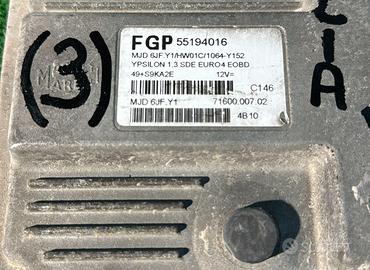 (3)
FGP 55194016
MJD 6JF.Y1/HW01C/1064-Y152
YPSILON 1.3 SDE EURO4 EOBD
49+S9KA2E 12V=
C146
MJD 6JF.Y1 71600.007.02
4B10